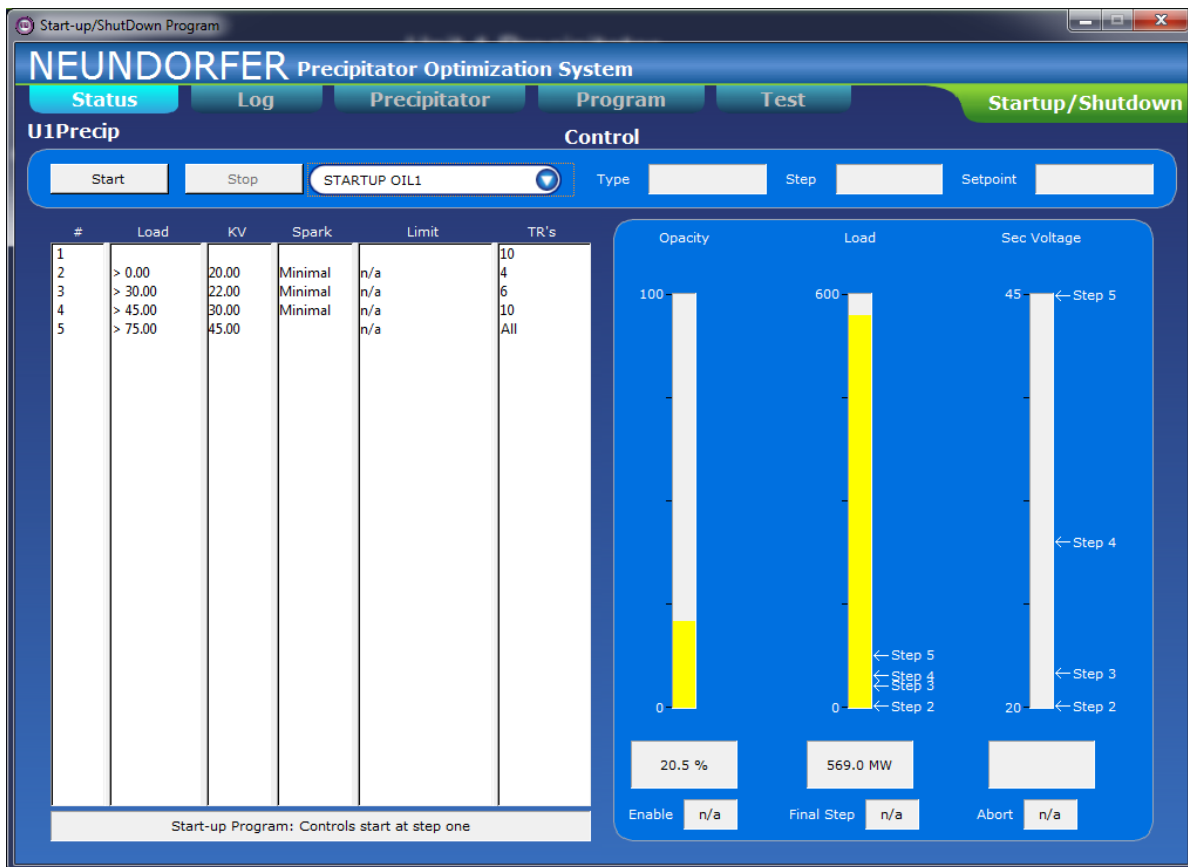 Start-up/ShutDown Program
NEUNDORFER Precipitator Optimization System
Status Log Precipitator Program Test Startup/Shutdown
U1Precip
Control
Start Stop STARTUP OIL1 Type Step Setpoint
# Load KV Spark Limit TR's
1 10
2 > 0.00 20.00 Minimal n/a 4
3 > 30.00 22.00 Minimal n/a 6
4 > 45.00 30.00 Minimal n/a 10
5 > 75.00 45.00 n/a All
Start-up Program: Controls start at step one
Opacity Load Sec Voltage
100 600 45 Step 5
Step 4
Step 5
Step 4 Step 3
Step 3
0 0 Step 2 20 Step 2
20.5 % 569.0 MW
Enable n/a Final Step n/a Abort n/a